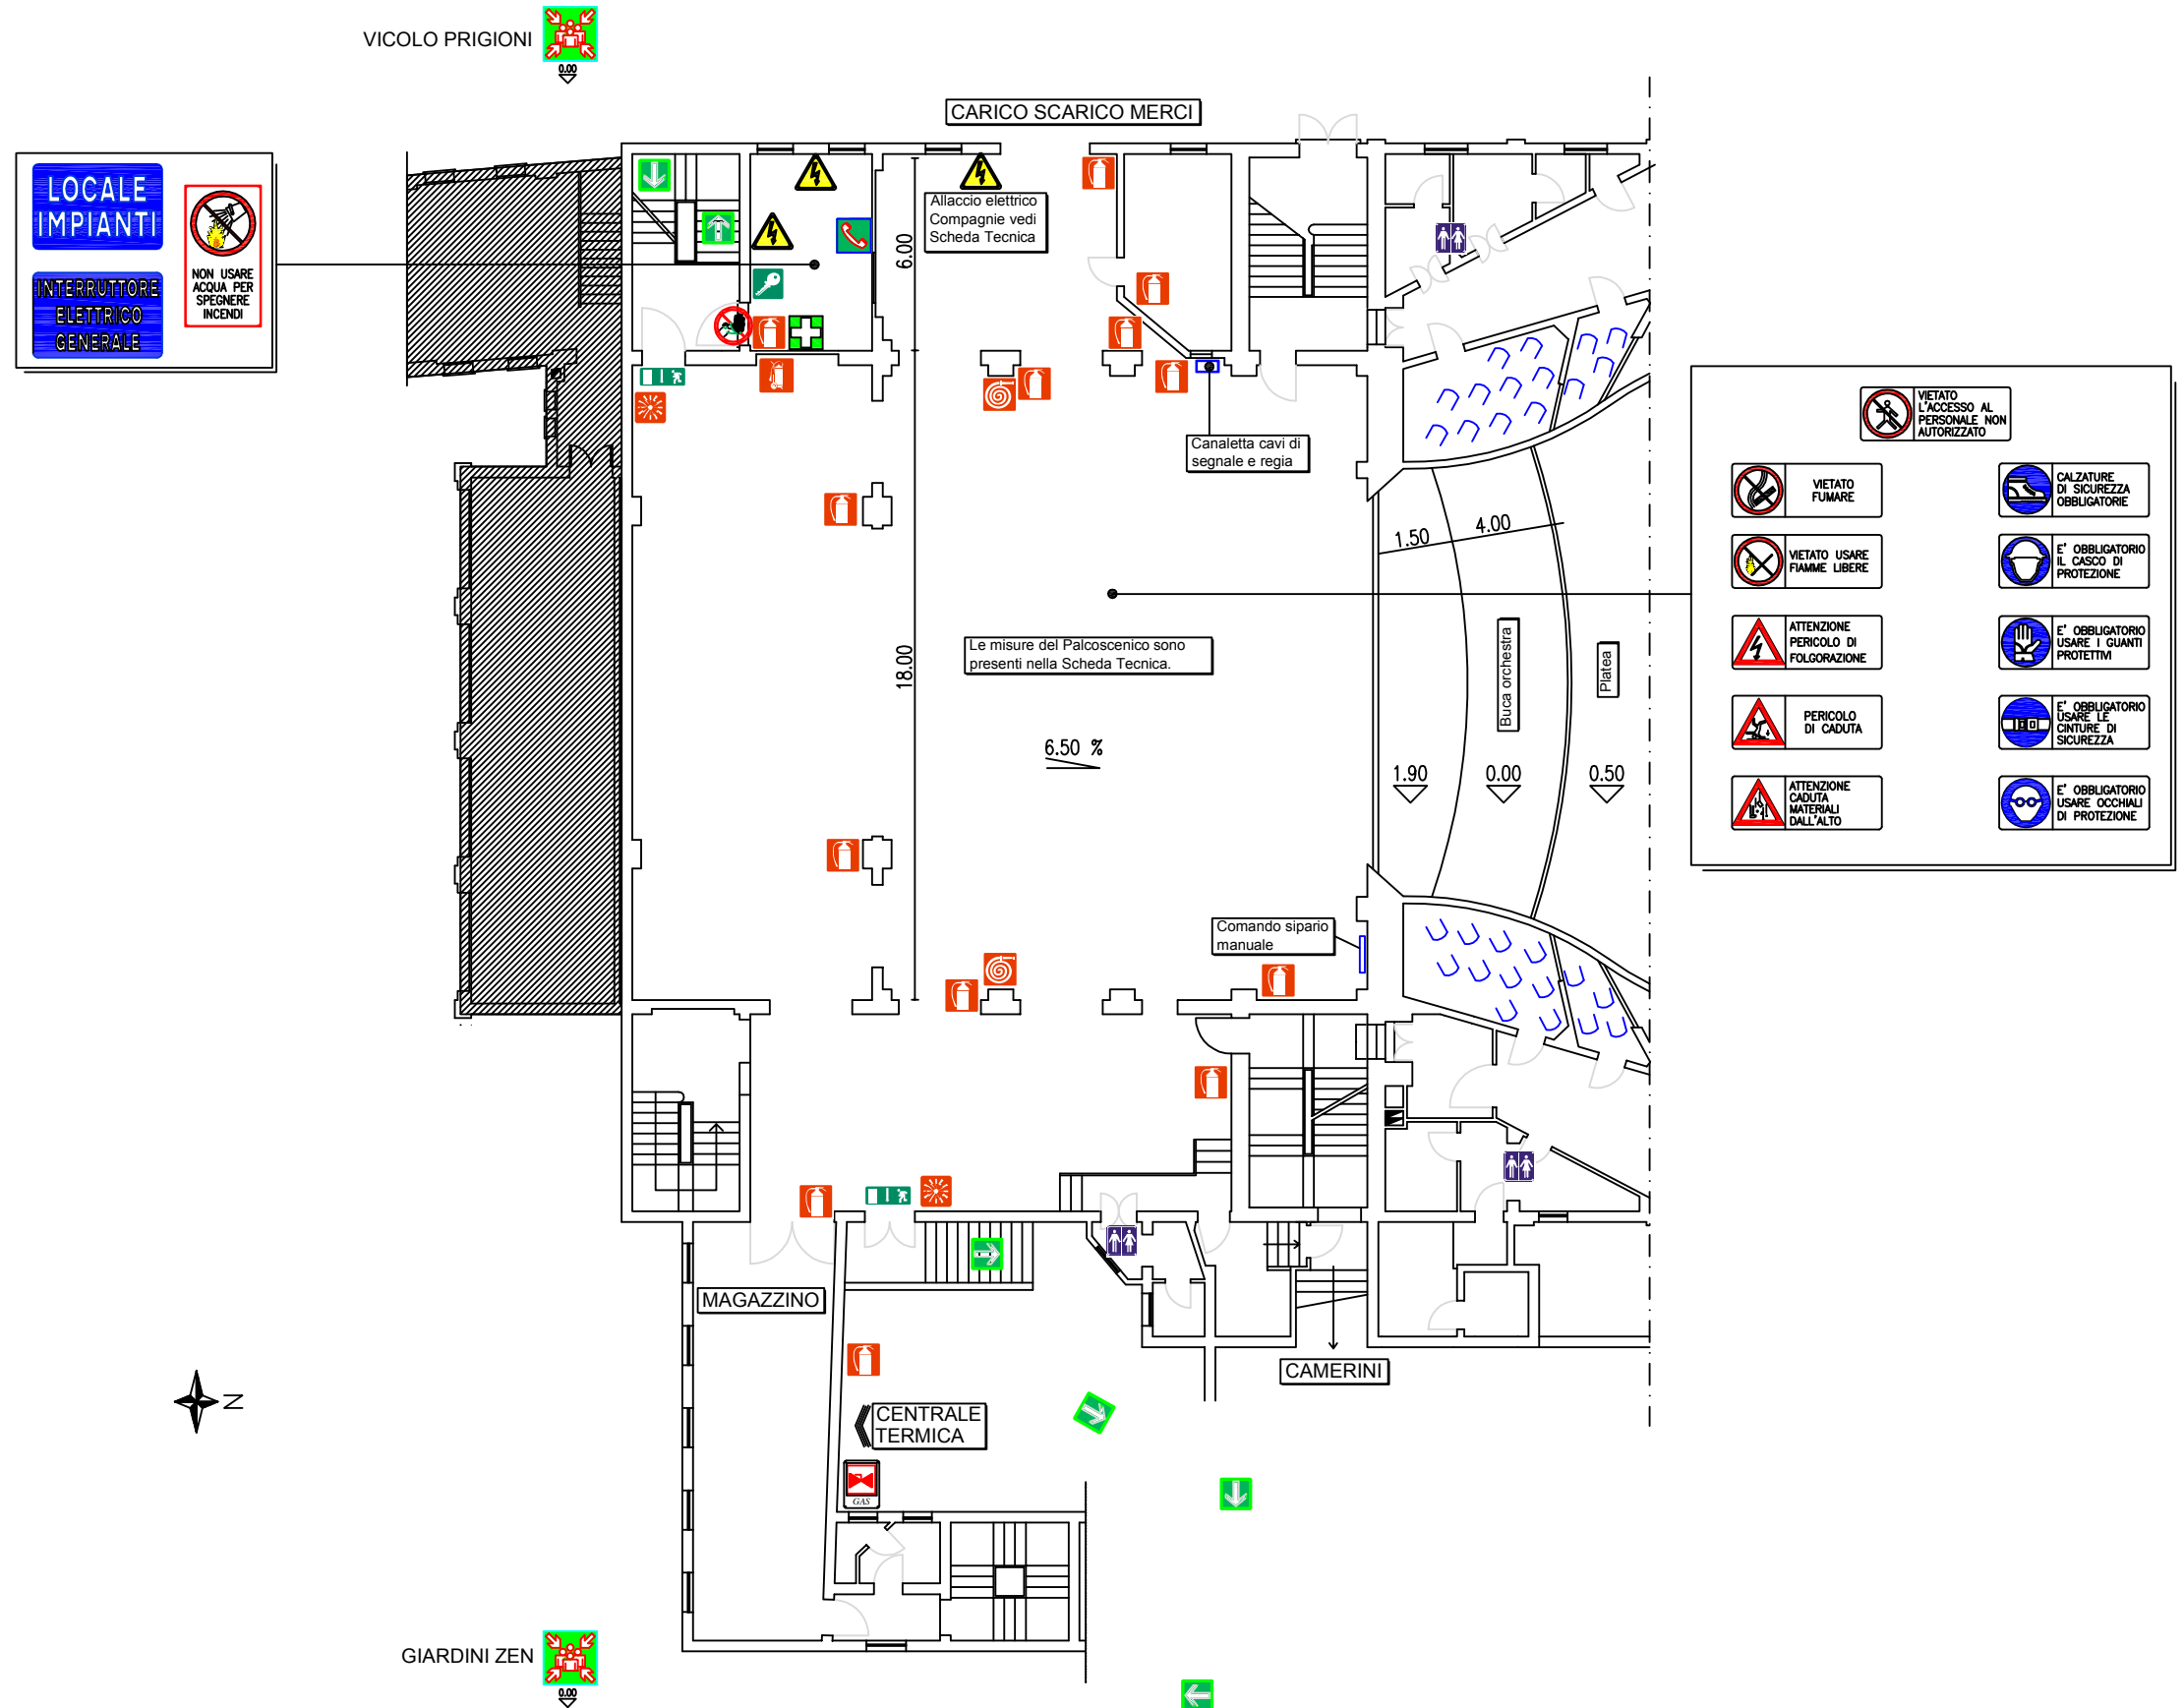 VICOLO PRIGIONI
0.00
CARICO SCARICO MERCI
LOCALE
IMPIANTI
INTERRUTTORE
ELETTRICO
GENERALE
NON USARE
ACQUA PER
SPEGNERE
INCENDI
Allaccio elettrico
Compagnie vedi
Scheda Tecnica
6.00
Canaletta cavi di
segnale e regia
VIETATO
L'ACCESSO AL
PERSONALE NON
AUTORIZZATO
VIETATO
FUMARE
CALZATURE
DI SICUREZZA
OBBLIGATORIE
VIETATO USARE
FIAMME LIBERE
E' OBBLIGATORIO
IL CASCO DI
PROTEZIONE
ATTENZIONE
PERICOLO DI
FOLGORAZIONE
E' OBBLIGATORIO
USARE I GUANTI
PROTETTIVI
PERICOLO
DI CADUTA
E' OBBLIGATORIO
USARE LE
CINTURE DI
SICUREZZA
ATTENZIONE
CADUTA
MATERIALI
DALL'ALTO
E' OBBLIGATORIO
USARE OCCHIALI
DI PROTEZIONE
1.50
4.00
18.00
Le misure del Palcoscenico sono
presenti nella Scheda Tecnica.
Buca orchestra
Platea
6.50 %
1.90
0.00
0.50
Comando sipario
manuale
MAGAZZINO
CAMERINI
CENTRALE
TERMICA
GAS
N
GIARDINI ZEN
0.00